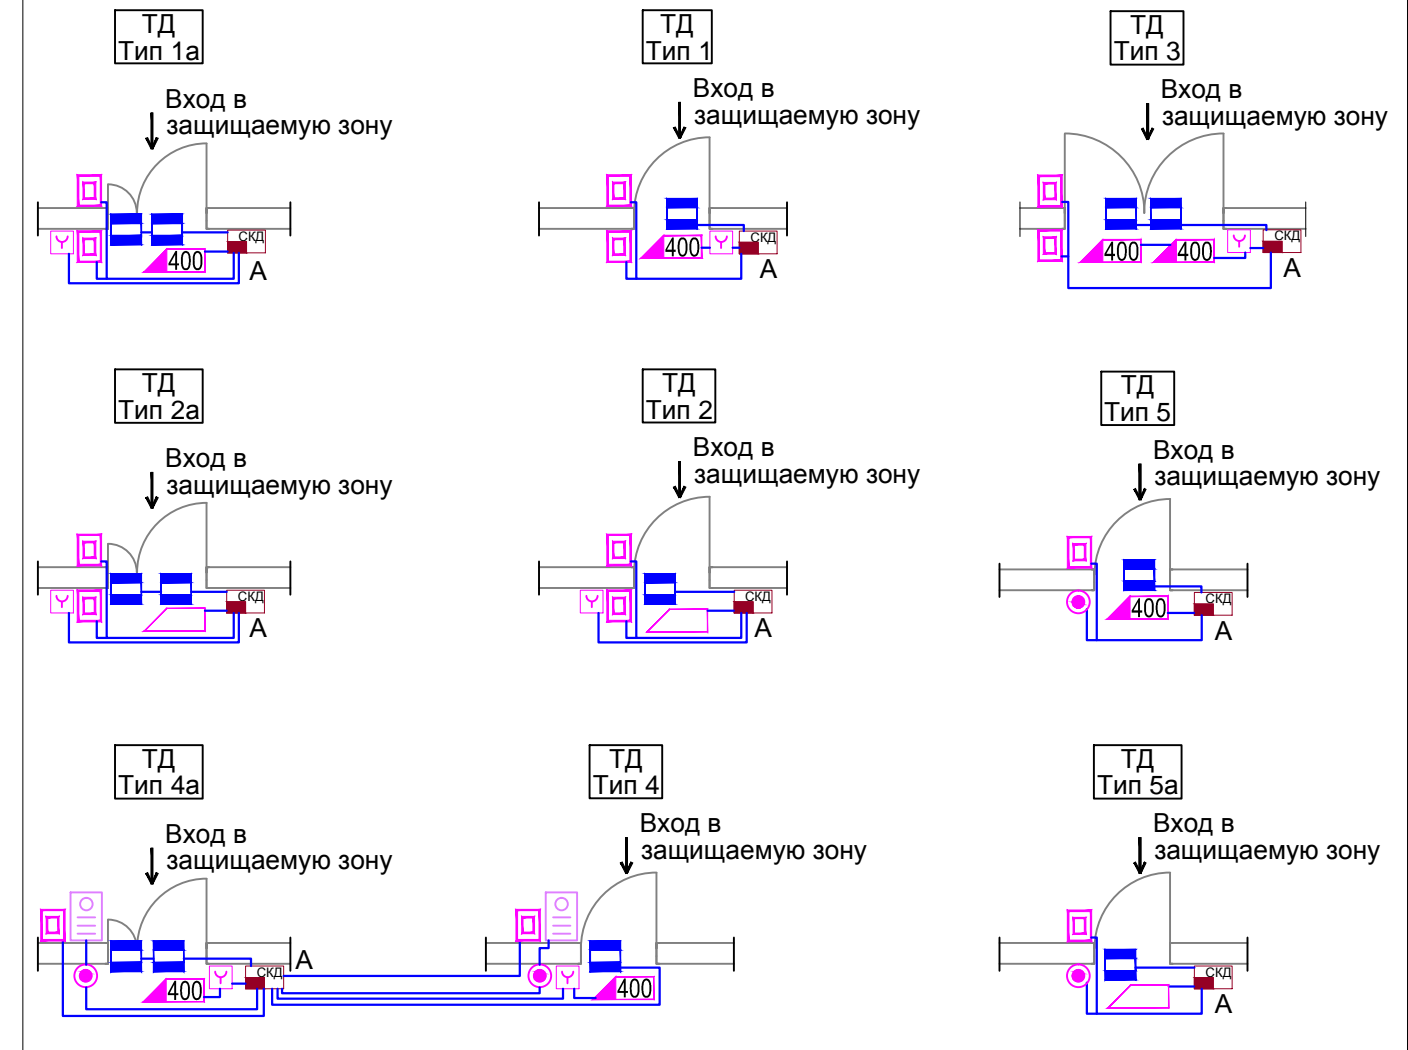 ТД
Тип 1а
Вход в
защищаемую зону
СКД
400
А
ТД
Тип 1
Вход в
защищаемую зону
СКД
400
А
ТД
Тип 3
Вход в
защищаемую зону
СКД
400
400
А
ТД
Тип 2а
Вход в
защищаемую зону
СКД
А
ТД
Тип 2
Вход в
защищаемую зону
СКД
А
ТД
Тип 5
Вход в
защищаемую зону
СКД
400
А
ТД
Тип 4а
Вход в
защищаемую зону
А
СКД
400
ТД
Тип 4
Вход в
защищаемую зону
400
ТД
Тип 5а
Вход в
защищаемую зону
СКД
А